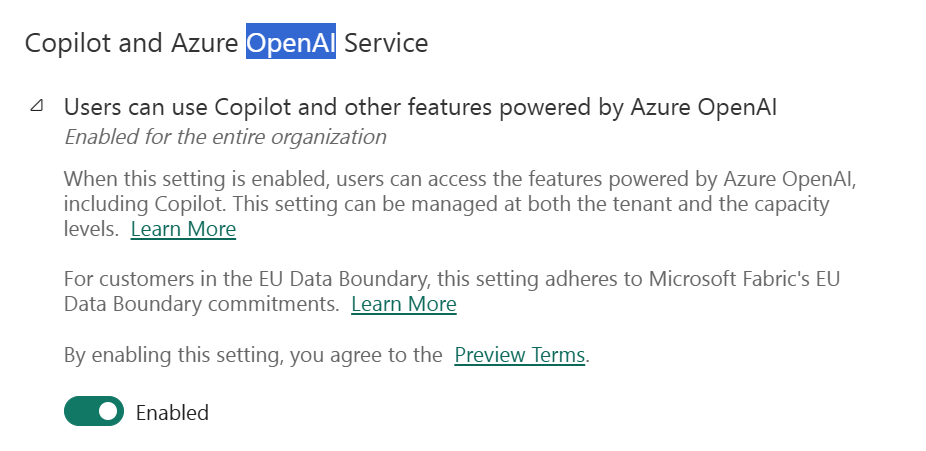 Copilot and Azure OpenAI Service
Users can use Copilot and other features powered by Azure OpenAI
Enabled for the entire organization
When this setting is enabled, users can access the features powered by Azure OpenAI,
including Copilot. This setting can be managed at both the tenant and the capacity
levels. Learn More
For customers in the EU Data Boundary, this setting adheres to Microsoft Fabric's EU
Data Boundary commitments. Learn More
By enabling this setting, you agree to the Preview Terms.
Enabled